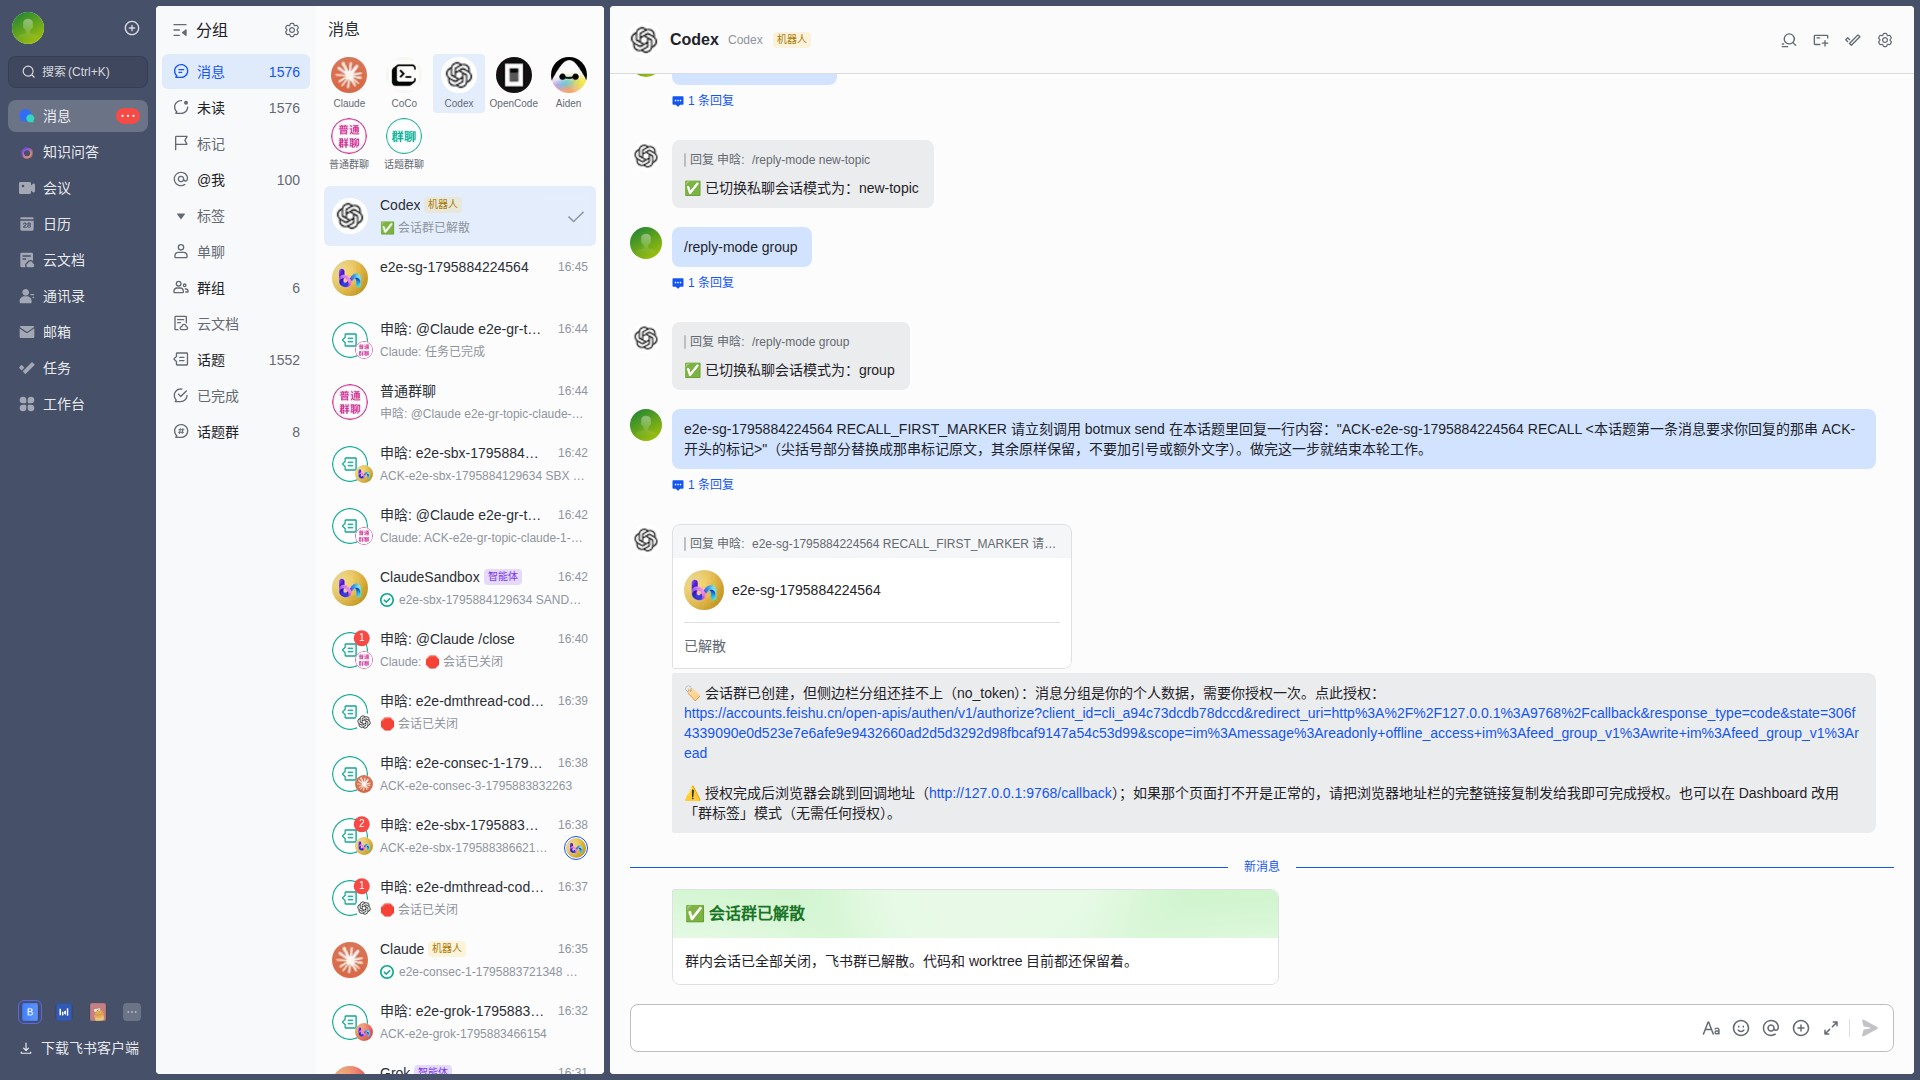 搜索 (Ctrl+K)
消息
知识问答
会议
日历
云文档
通讯录
邮箱
任务
工作台
下载飞书客户端
分组
消息 1576
未读 1576
标记
@我 100
标签
单聊
群组 6
云文档
话题 1552
已完成
话题群 8
消息
Claude
CoCo
Codex
OpenCode
Aiden
普通群聊
普通群聊
群聊
话题群聊
Codex 机器人
✅ 会话群已解散
e2e-sg-1795884224564 16:45
申晗: @Claude e2e-gr-t... 16:44
Claude: 任务已完成
普通群聊 16:44
申晗: @Claude e2e-gr-topic-claude-...
申晗: e2e-sbx-1795884... 16:42
ACK-e2e-sbx-1795884129634 SBX ...
申晗: @Claude e2e-gr-t... 16:42
Claude: ACK-e2e-gr-topic-claude-1-...
ClaudeSandbox 智能体 16:42
e2e-sbx-1795884129634 SAND...
申晗: @Claude /close 16:40
Claude: 🛑 会话已关闭
申晗: e2e-dmthread-cod... 16:39
🛑 会话已关闭
申晗: e2e-consec-1-179... 16:38
ACK-e2e-consec-3-1795883832263
申晗: e2e-sbx-1795883... 16:38
ACK-e2e-sbx-179588386621...
申晗: e2e-dmthread-cod... 16:37
🛑 会话已关闭
Claude 机器人 16:35
e2e-consec-1-1795883721348 ...
申晗: e2e-grok-1795883... 16:32
ACK-e2e-grok-1795883466154
Grok 智能体 16:31
Codex Codex 机器人
1 条回复
回复 申晗: /reply-mode new-topic
✅ 已切换私聊会话模式为：new-topic
/reply-mode group
1 条回复
回复 申晗: /reply-mode group
✅ 已切换私聊会话模式为：group
e2e-sg-1795884224564 RECALL_FIRST_MARKER 请立刻调用 botmux send 在本话题里回复一行内容："ACK-e2e-sg-1795884224564 RECALL <本话题第一条消息要求你回复的那串 ACK-
开头的标记>"（尖括号部分替换成那串标记原文，其余原样保留，不要加引号或额外文字）。做完这一步就结束本轮工作。
1 条回复
回复 申晗: e2e-sg-1795884224564 RECALL_FIRST_MARKER 请...
e2e-sg-1795884224564
已解散
🏷️ 会话群已创建，但侧边栏分组还挂不上（no_token）：消息分组是你的个人数据，需要你授权一次。点此授权：
https://accounts.feishu.cn/open-apis/authen/v1/authorize?client_id=cli_a94c73dcdb78dccd&redirect_uri=http%3A%2F%2F127.0.0.1%3A9768%2Fcallback&response_type=code&state=306f
4339090e0d523e7e6afe9e9432660ad2d5d3292d98fbcaf9147a54c53d99&scope=im%3Amessage%3Areadonly+offline_access+im%3Afeed_group_v1%3Awrite+im%3Afeed_group_v1%3Ar
ead
⚠️ 授权完成后浏览器会跳到回调地址（http://127.0.0.1:9768/callback）；如果那个页面打不开是正常的，请把浏览器地址栏的完整链接复制发给我即可完成授权。也可以在 Dashboard 改用
「群标签」模式（无需任何授权）。
新消息
✅ 会话群已解散
群内会话已全部关闭，飞书群已解散。代码和 worktree 目前都还保留着。